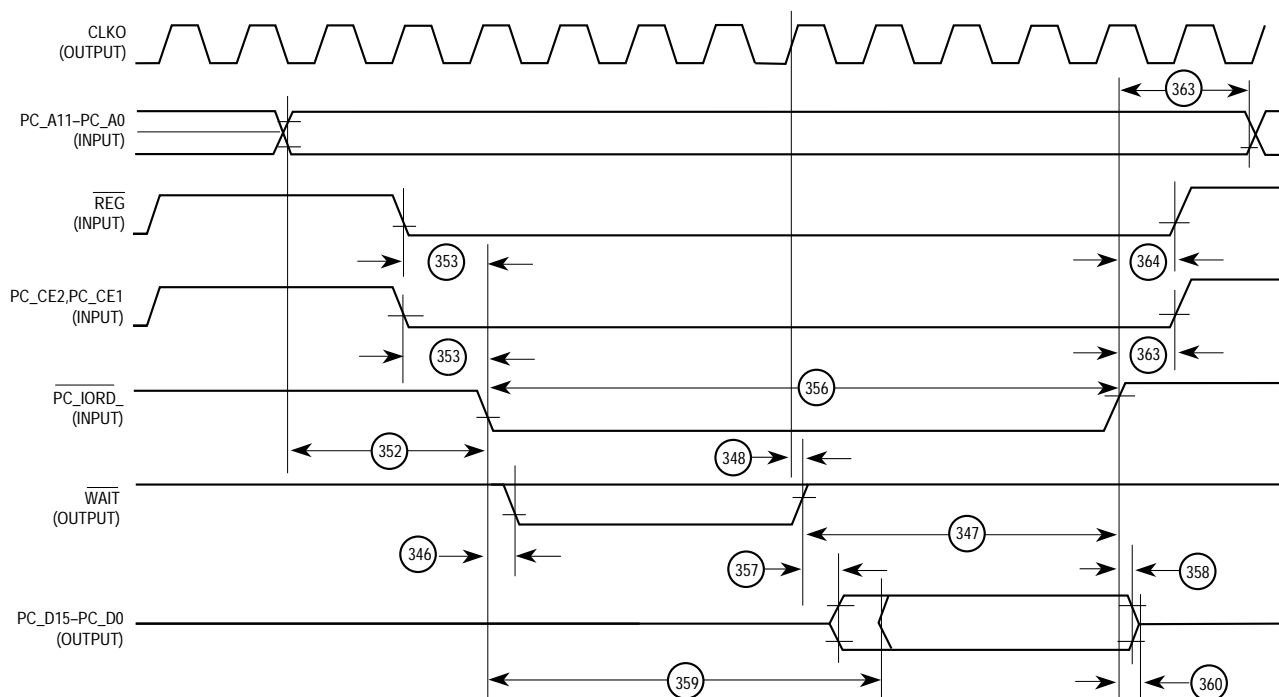 CLKO
(OUTPUT)
363
PC_A11–PC_A0
(INPUT)
REG
(INPUT)
353
364
PC_CE2,PC_CE1
(INPUT)
353
363
PC_IORD_
(INPUT)
356
352
348
WAIT
(OUTPUT)
346
357
347
358
PC_D15–PC_D0
(OUTPUT)
359
360